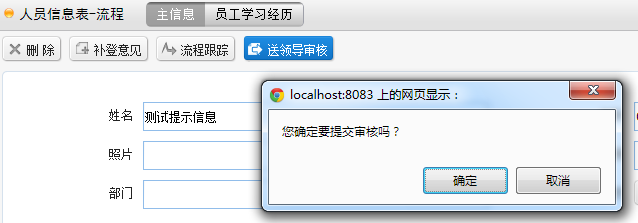 人员信息表-流程 主信息 员工学习经历
删 除 补登意见 流程跟踪 送领导审核
localhost:8083 上的网页显示：
姓名 测试提示信息
您确定要提交审核吗？
照片
确定 取消
部门